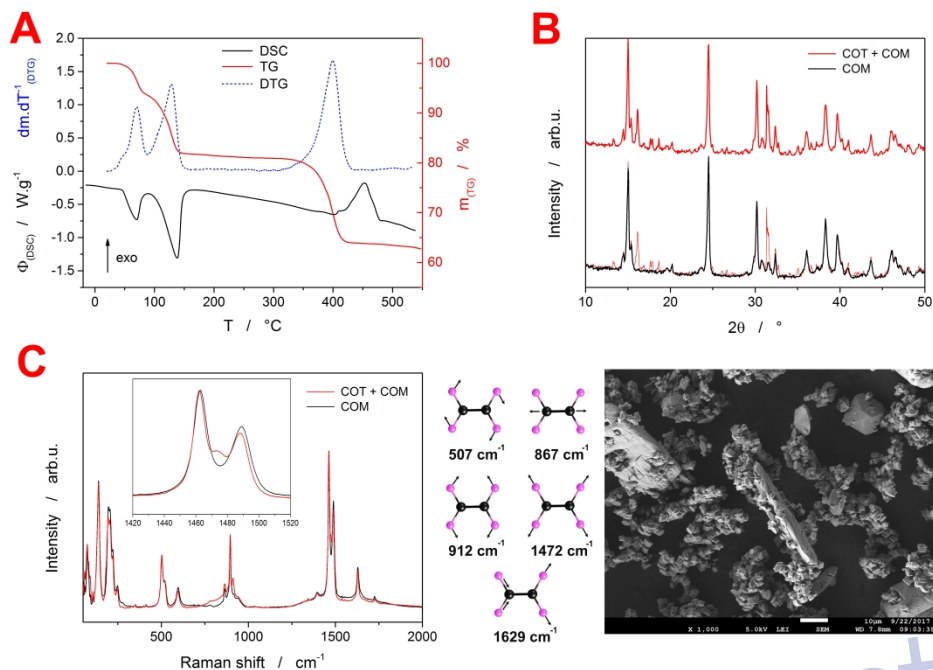 A
DSC
TG
DTG
dm.dT⁻¹(DTG)
Φ(DSC) / W.g⁻¹
2.0
1.5
1.0
0.5
0.0
-0.5
-1.0
-1.5
exo
0 100 200 300 400 500
T / °C
100
90
80
70
60
m(TG) / %
B
COT + COM
COM
Intensity / arb.u.
10 20 30 40 50
2θ / °
C
COT + COM
COM
1420 1440 1460 1480 1500 1520
Intensity / arb.u.
500 1000 1500 2000
Raman shift / cm⁻¹
507 cm⁻¹ 867 cm⁻¹
912 cm⁻¹ 1472 cm⁻¹
1629 cm⁻¹
10µm 9/22/2017
X 1,000 5.0kV LEI SEM WD 7.8mm 09:03:39